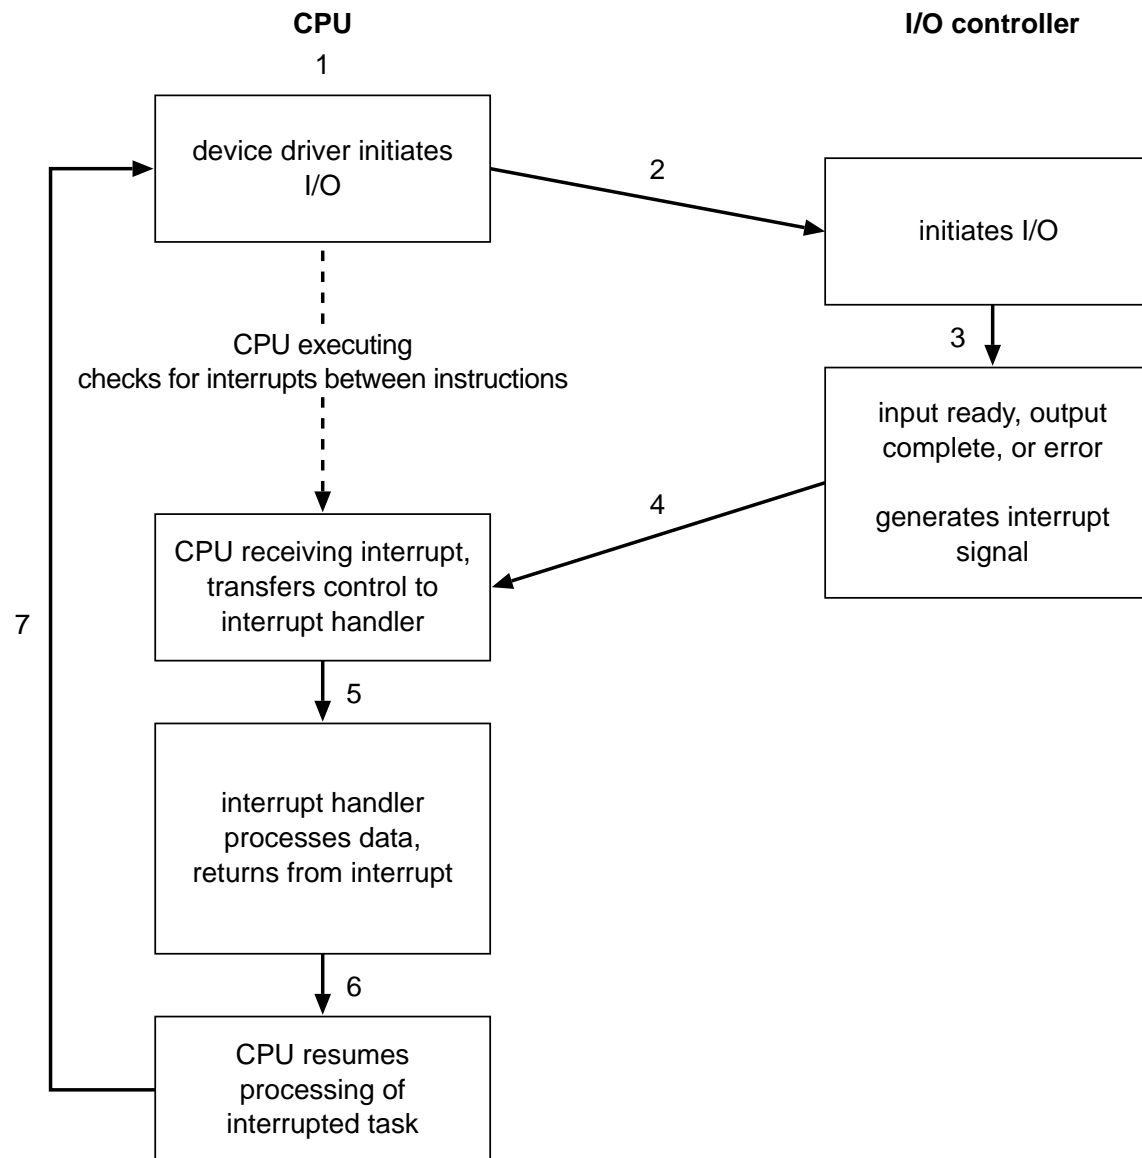 CPU
I/O controller
1
device driver initiates
I/O
2
initiates I/O
CPU executing
checks for interrupts between instructions
3
input ready, output
complete, or error
generates interrupt
signal
4
CPU receiving interrupt,
transfers control to
interrupt handler
7
5
interrupt handler
processes data,
returns from interrupt
6
CPU resumes
processing of
interrupted task